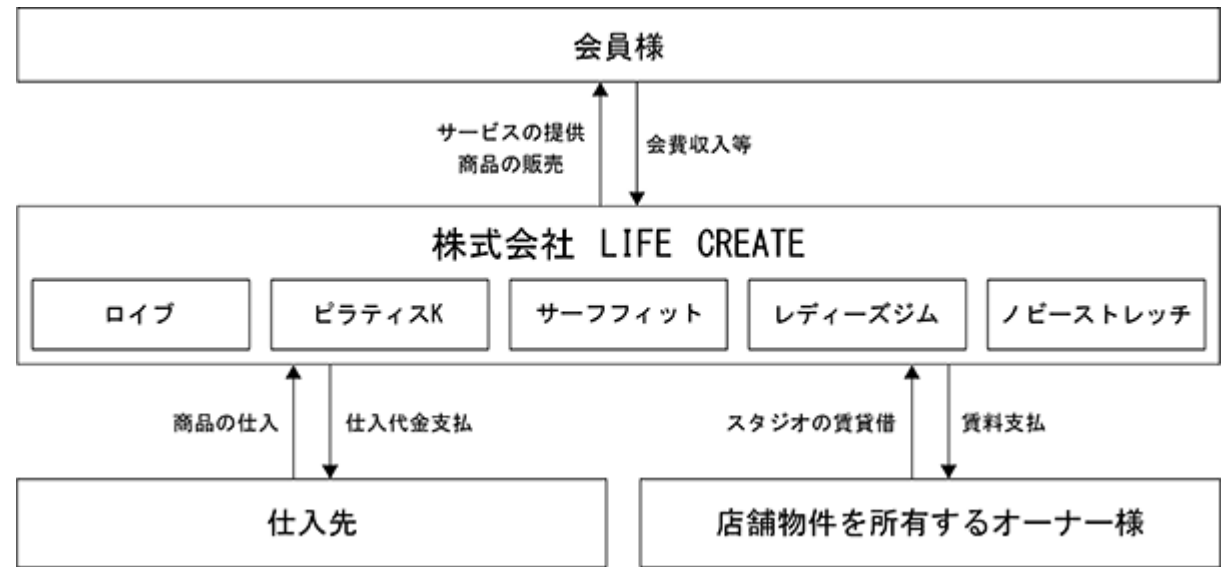 会員様
サービスの提供
商品の販売
会費収入等
株式会社 LIFE CREATE
ロイブ
ピラティスK
サーフフィット
レディーズジム
ノビーストレッチ
商品の仕入
仕入代金支払
スタジオの賃貸借
賃料支払
仕入先
店舗物件を所有するオーナー様